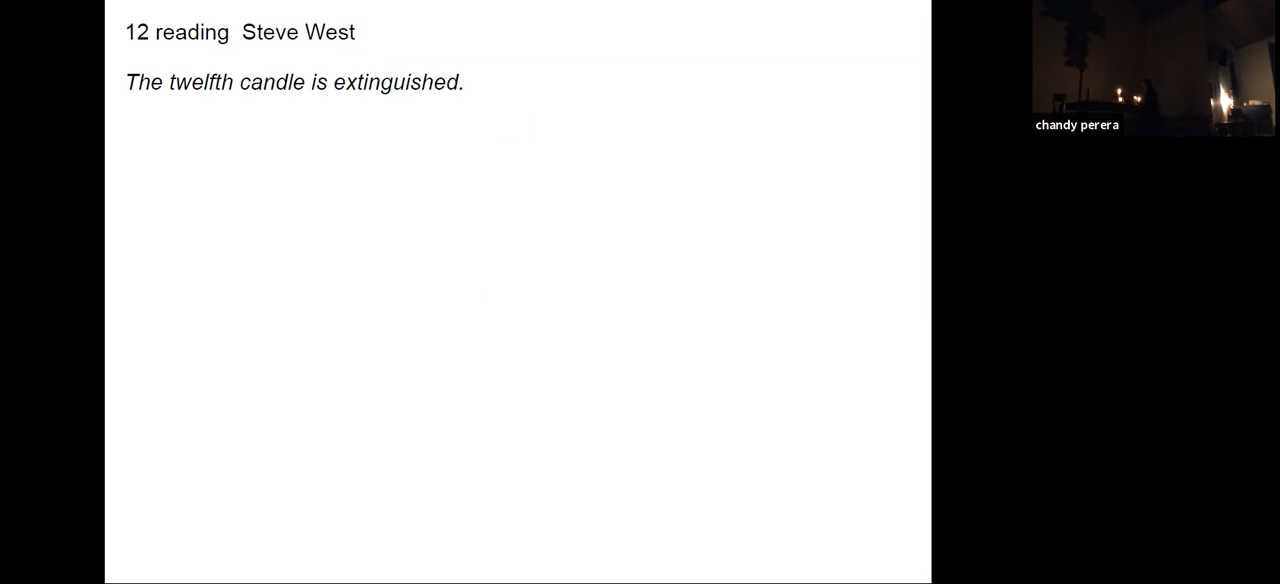 12 reading  Steve West
The twelfth candle is extinguished.
chandy perera